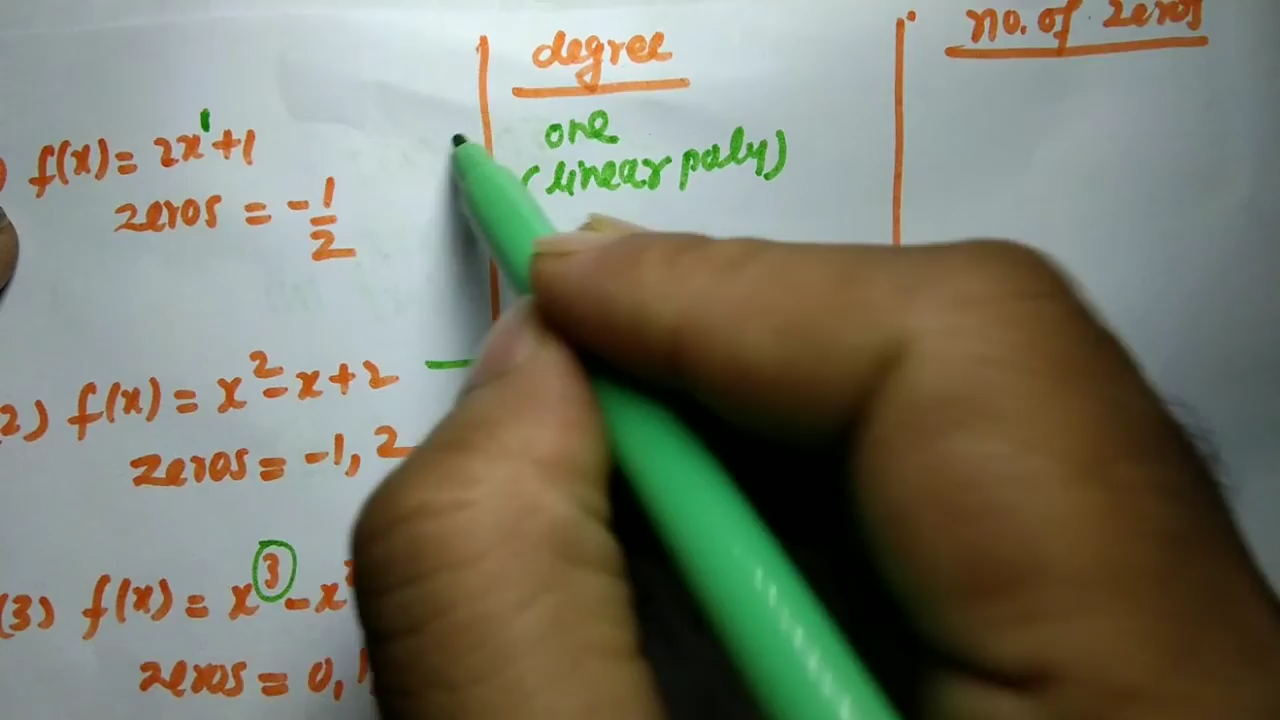 degree
no. of zeros
) f(x) = 2x¹+1
one
(linear poly)
zeros = -1/2
(2) f(x) = x²-x+2
zeros = -1, 2
(3) f(x) = x³-x
zeros = 0,